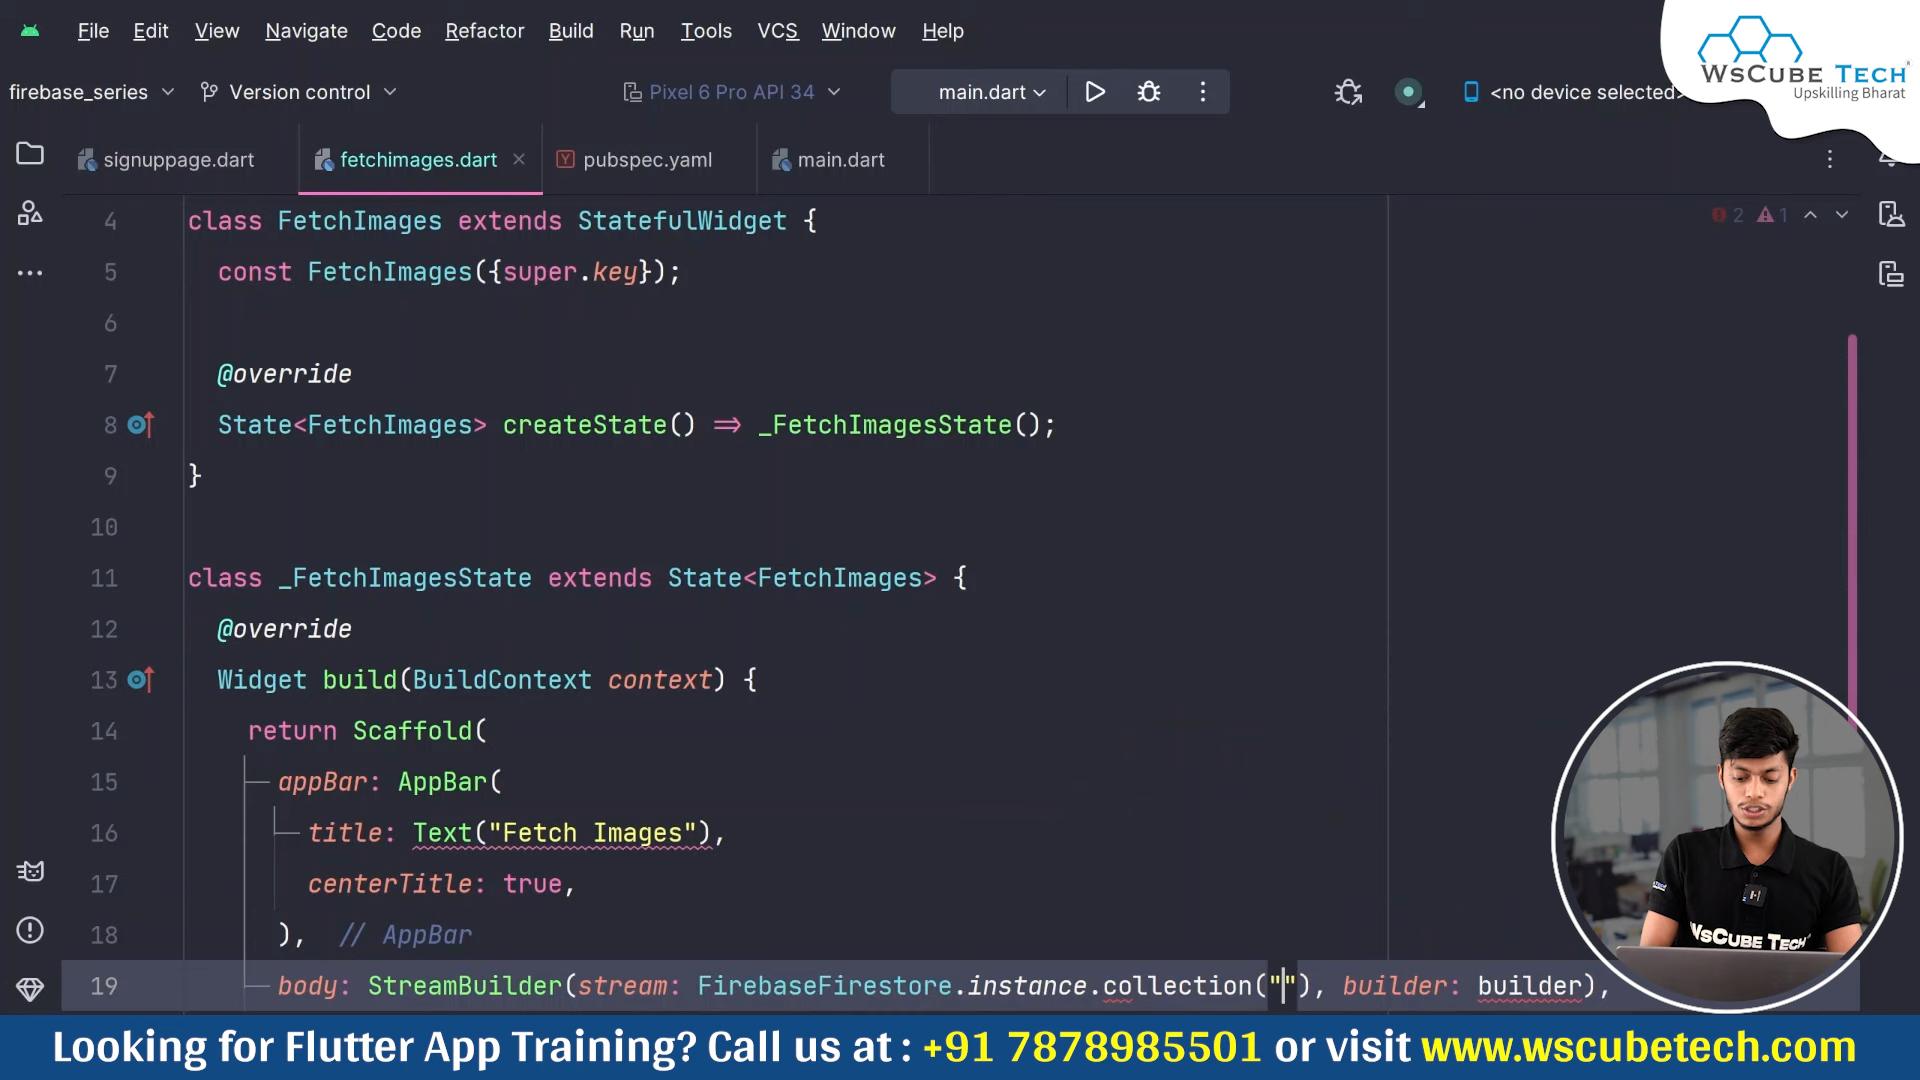 File Edit View Navigate Code Refactor Build Run Tools VCS Window Help
WsCube Tech
Upskilling Bharat
firebase_series Version control Pixel 6 Pro API 34 main.dart <no device selected>
signuppage.dart fetchimages.dart pubspec.yaml main.dart
4 class FetchImages extends StatefulWidget { 2 1
5 const FetchImages({super.key});
6
7 @override
8 State<FetchImages> createState() => _FetchImagesState();
9 }
10
11 class _FetchImagesState extends State<FetchImages> {
12 @override
13 Widget build(BuildContext context) {
14 return Scaffold(
15 appBar: AppBar(
16 title: Text("Fetch Images"),
17 centerTitle: true,
18 ), // AppBar
19 body: StreamBuilder(stream: FirebaseFirestore.instance.collection(""), builder: builder),
WsCube Tech
Looking for Flutter App Training? Call us at : +91 7878985501 or visit www.wscubetech.com